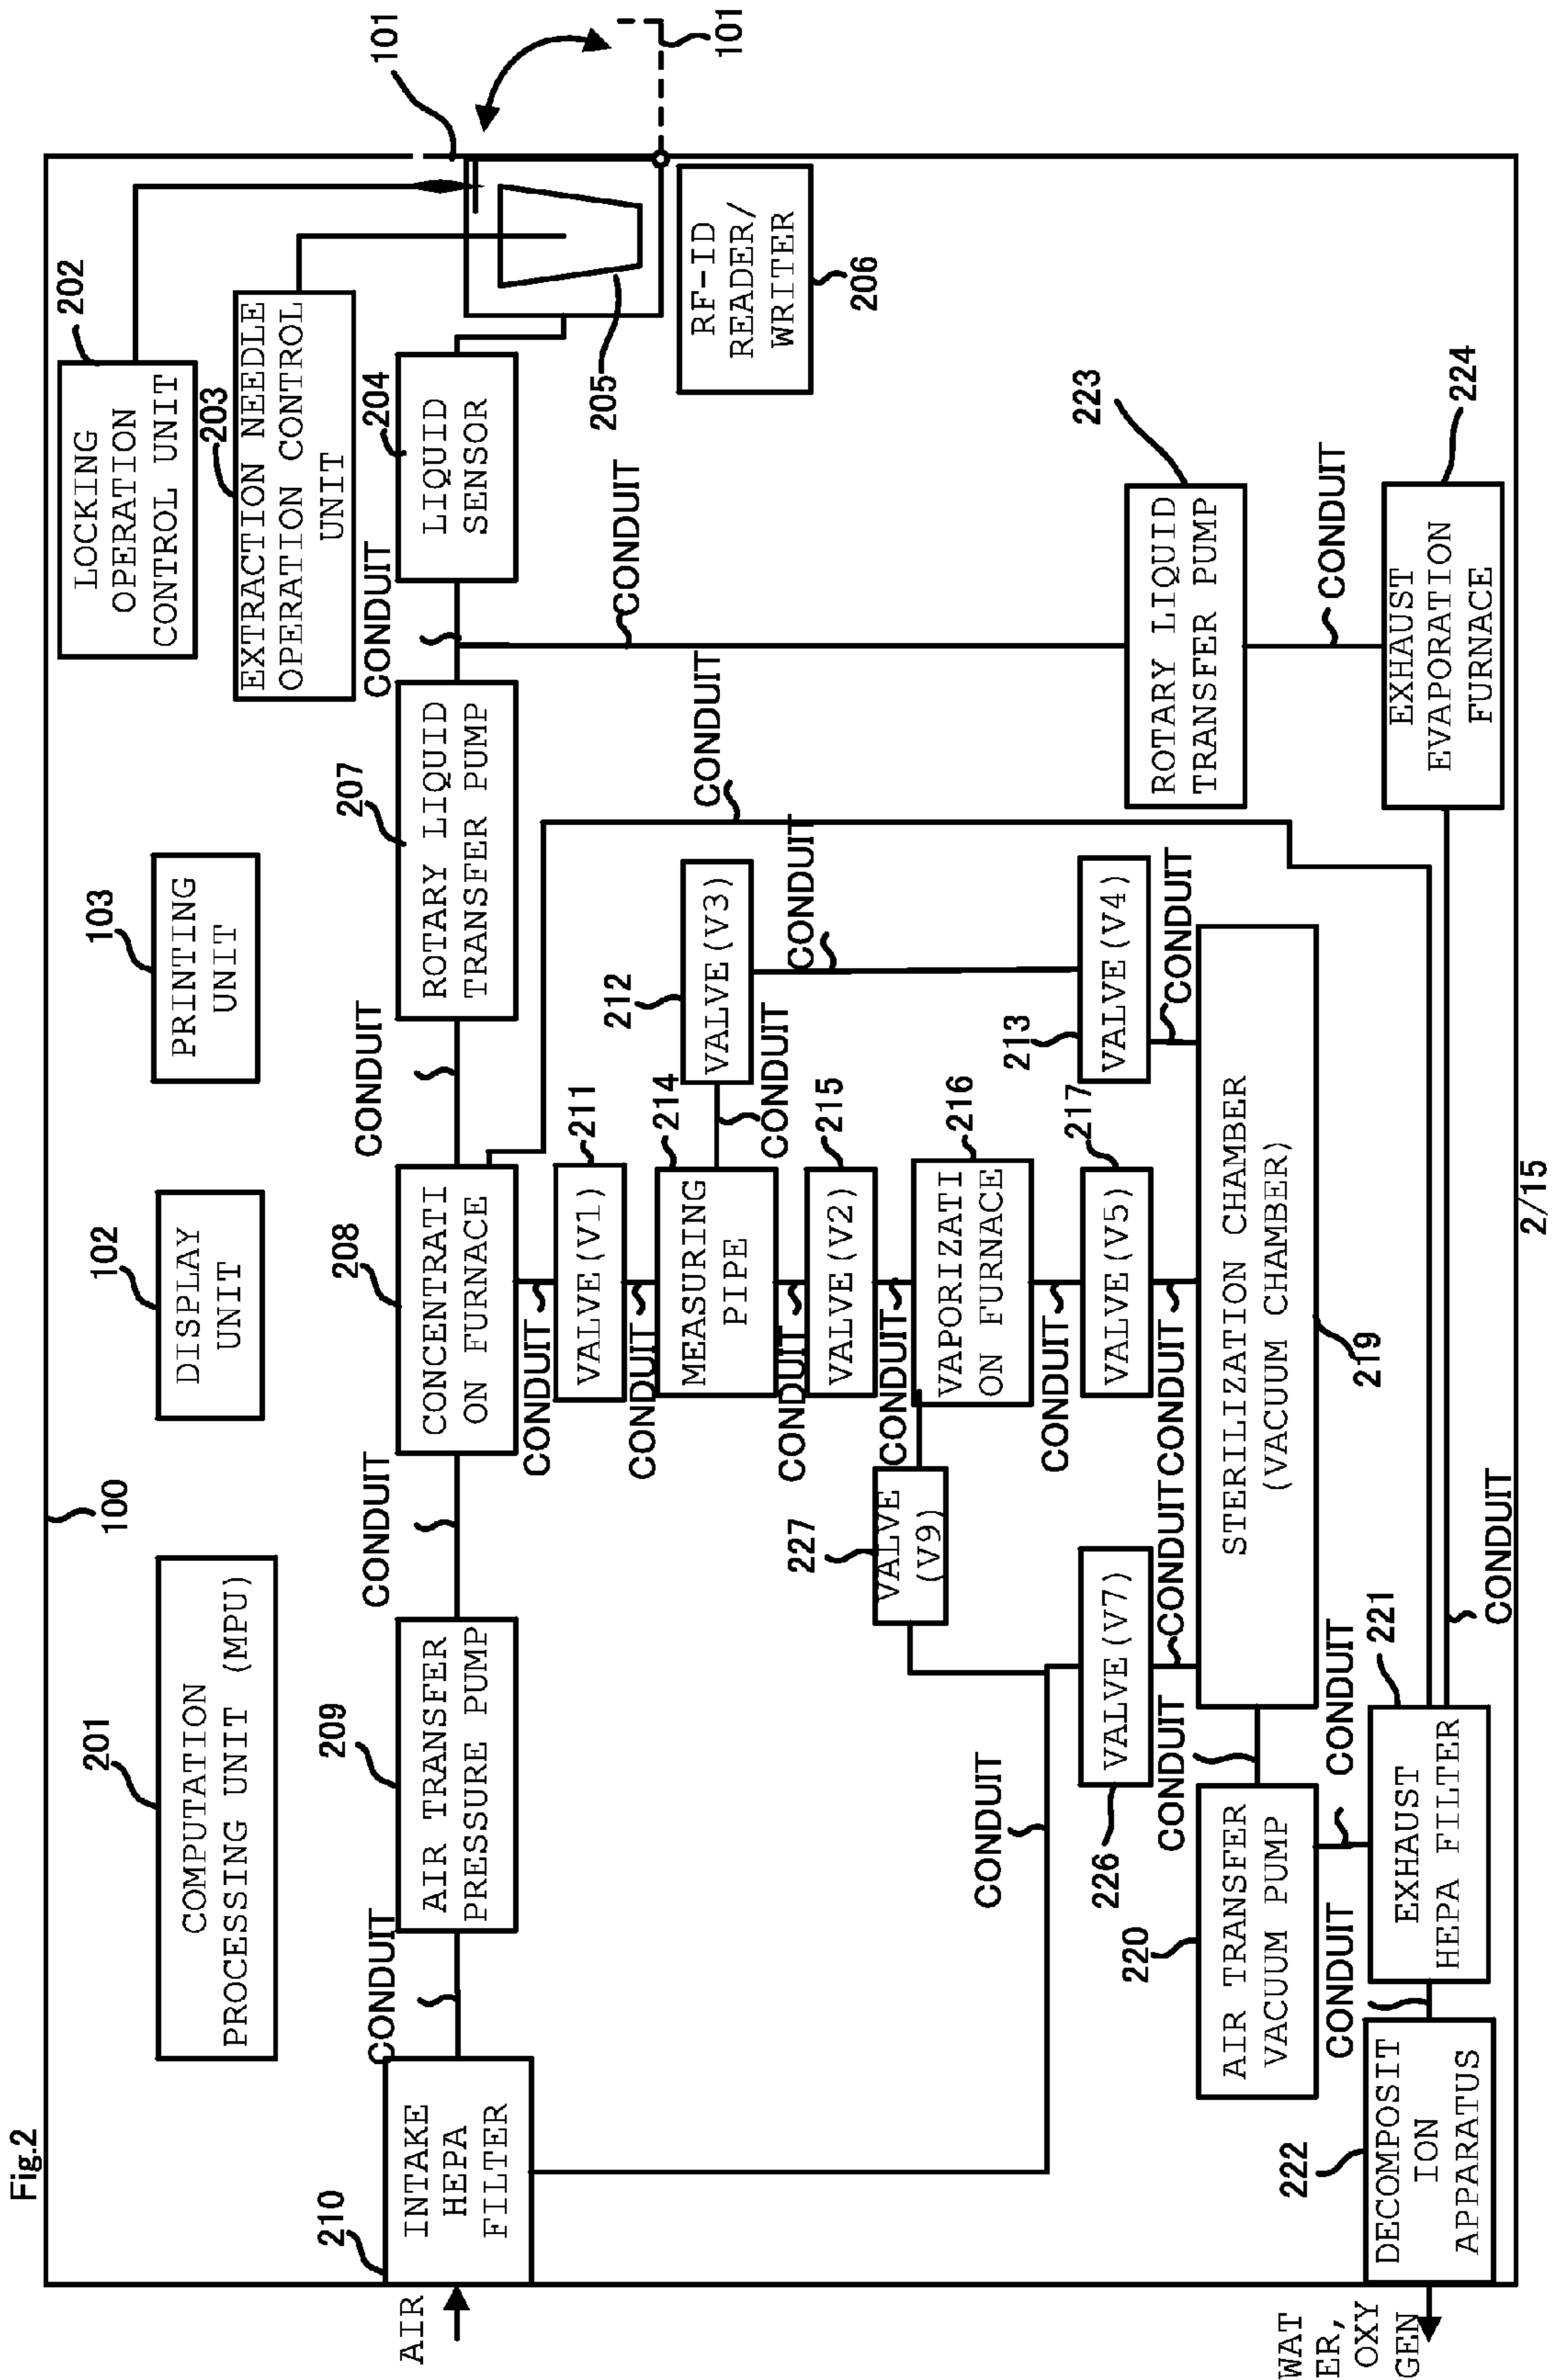 Fig.2
100
201
COMPUTATION
PROCESSING UNIT (MPU)
102
DISPLAY
UNIT
103
PRINTING
UNIT
202
LOCKING
OPERATION
CONTROL UNIT
203
EXTRACTION NEEDLE
OPERATION CONTROL
UNIT
101
101
AIR
210
INTAKE
HEPA
FILTER
CONDUIT
209
AIR TRANSFER
PRESSURE PUMP
CONDUIT
208
CONCENTRATI
ON FURNACE
CONDUIT
207
ROTARY LIQUID
TRANSFER PUMP
CONDUIT
204
LIQUID
SENSOR
205
RF-ID
READER/
WRITER
206
CONDUIT
CONDUIT
CONDUIT
211
VALVE(V1)
CONDUIT
214
MEASURING
PIPE
CONDUIT
212
VALVE(V3)
CONDUIT
CONDUIT
215
VALVE(V2)
CONDUIT
227
VALVE
(V9)
216
VAPORIZATI
ON FURNACE
CONDUIT
CONDUIT
226
VALVE(V7)
CONDUIT
217
VALVE(V5)
CONDUIT
213
VALVE(V4)
CONDUIT
223
ROTARY LIQUID
TRANSFER PUMP
CONDUIT
220
AIR TRANSFER
VACUUM PUMP
CONDUIT
STERILIZATION CHAMBER
(VACUUM CHAMBER)
219
CONDUIT
CONDUIT
224
EXHAUST
EVAPORATION
FURNACE
222
DECOMPOSIT
ION
APPARATUS
221
EXHAUST
HEPA FILTER
CONDUIT
WAT
ER,
OXY
GEN
2/15